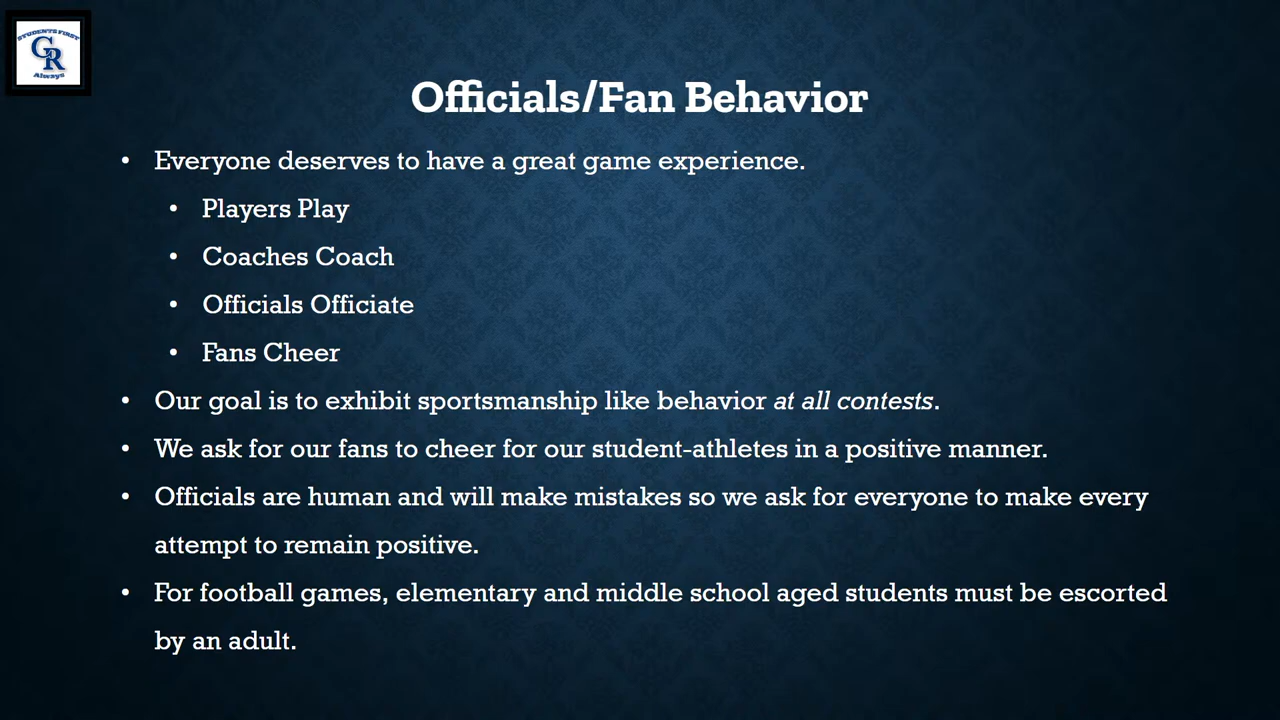 STUDENTS FIRST
GR
Always
Officials/Fan Behavior
• Everyone deserves to have a great game experience.
• Players Play
• Coaches Coach
• Officials Officiate
• Fans Cheer
• Our goal is to exhibit sportsmanship like behavior at all contests.
• We ask for our fans to cheer for our student-athletes in a positive manner.
• Officials are human and will make mistakes so we ask for everyone to make every
attempt to remain positive.
• For football games, elementary and middle school aged students must be escorted
by an adult.